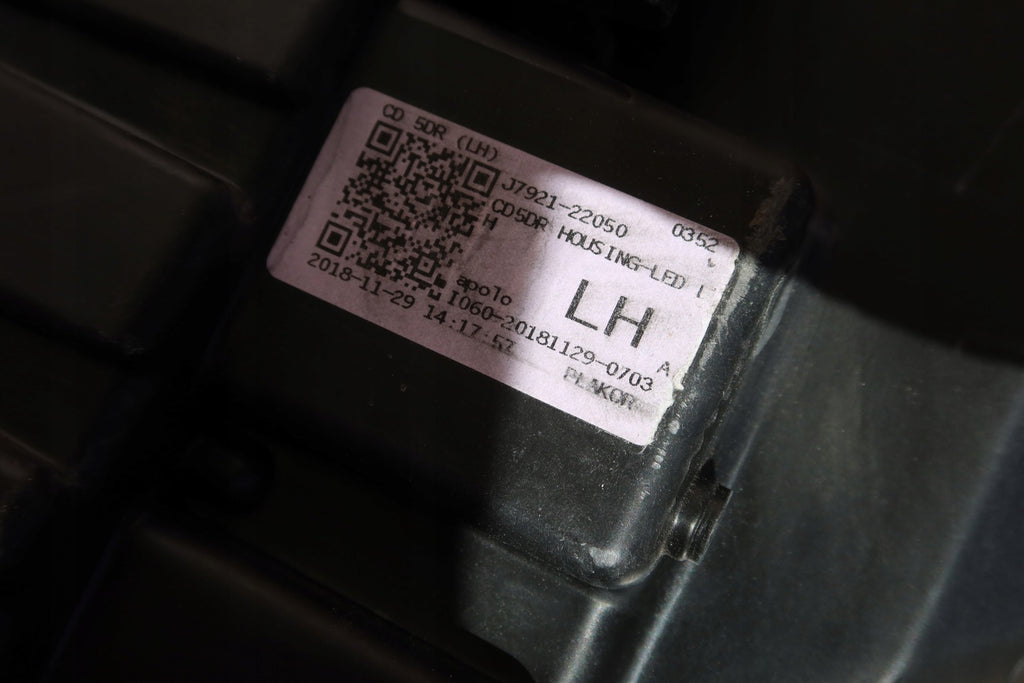 CD 5DR (LH)
J7921-22050 0352
CD5DR HOUSING-LED L
H
LH
apolo A
I060-20181129-0703
2018-11-29 14:17:57
PLAKOR